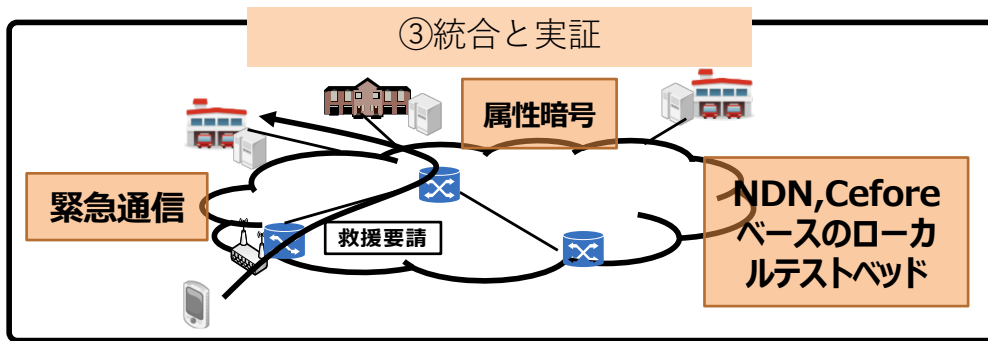 ③統合と実証
属性暗号
緊急通信
救援要請
NDN,Cefore
ベースのローカ
ルテストベッド